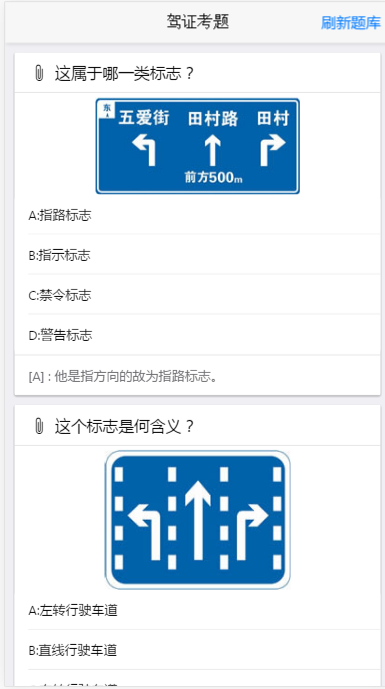 驾证考题
刷新题库
这属于哪一类标志？
东
五爱街 田村路 田村
前方500m
A:指路标志
B:指示标志
C:禁令标志
D:警告标志
[A] : 他是指方向的故为指路标志。
这个标志是何含义？
A:左转行驶车道
B:直线行驶车道